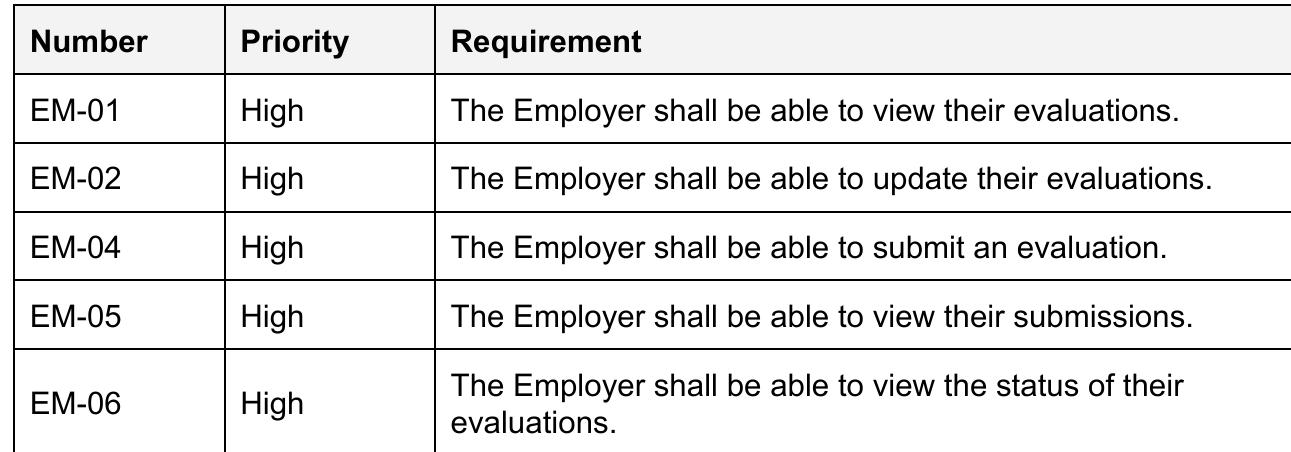 Number Priority Requirement
EM-01 High The Employer shall be able to view their evaluations.
EM-02 High The Employer shall be able to update their evaluations.
EM-04 High The Employer shall be able to submit an evaluation.
EM-05 High The Employer shall be able to view their submissions.
EM-06 High The Employer shall be able to view the status of their
evaluations.